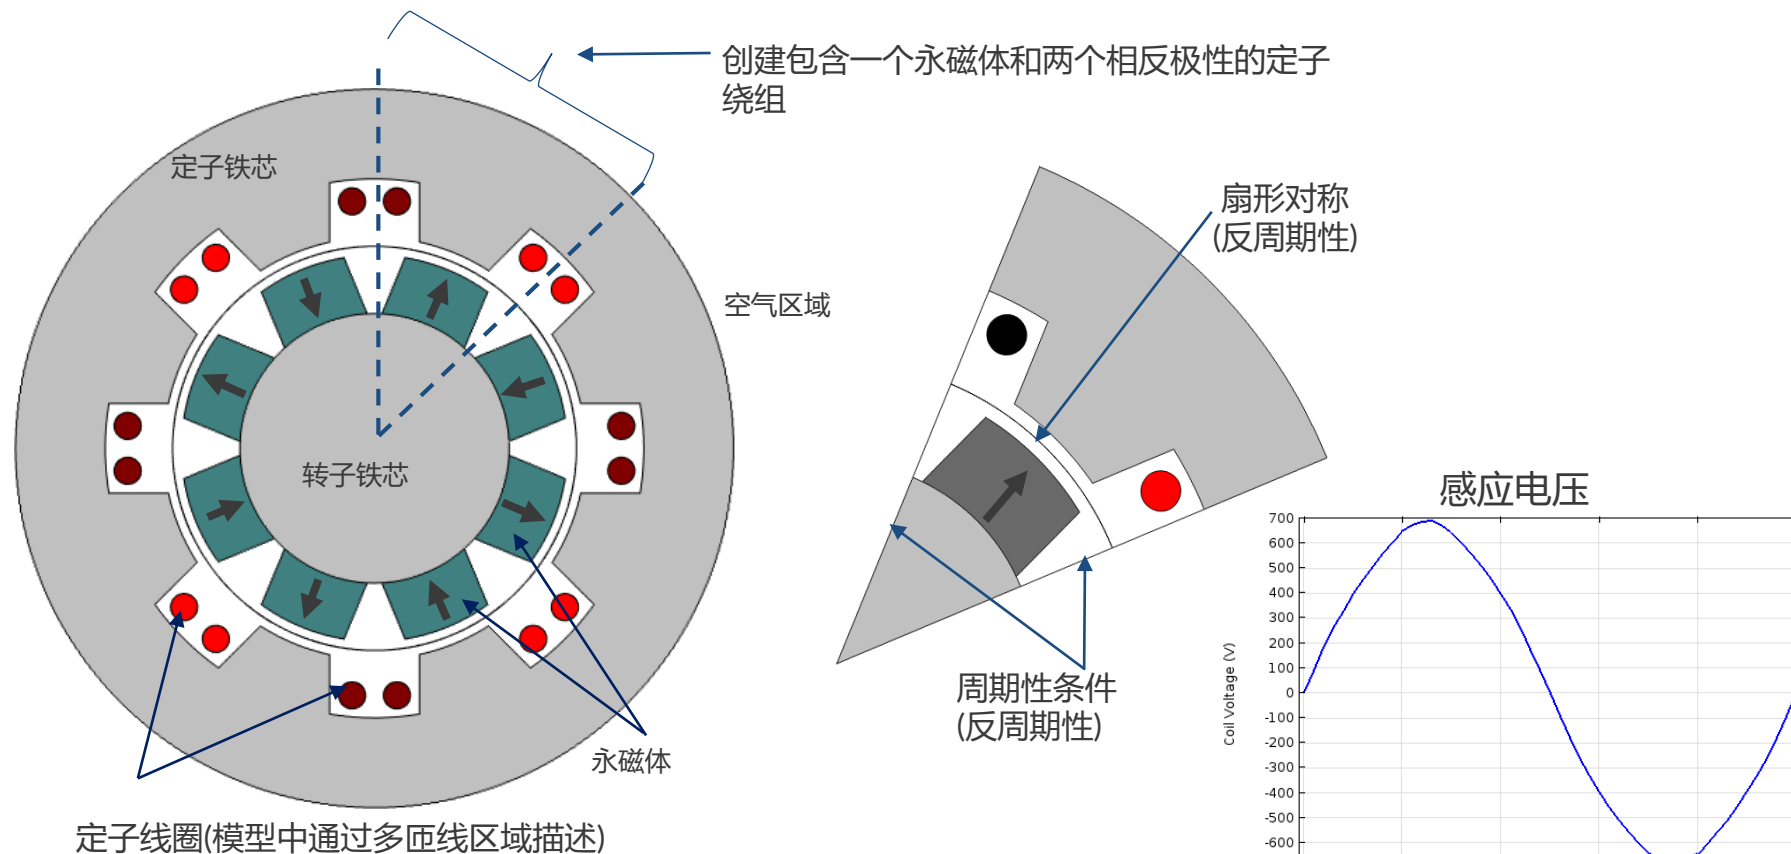 创建包含一个永磁体和两个相反极性的定子
绕组
定子铁芯
扇形对称
(反周期性)
空气区域
转子铁芯
周期性条件
(反周期性)
永磁体
定子线圈(模型中通过多匝线区域描述)
感应电压
700
600
500
400
300
200
100
0
-100
-200
-300
-400
-500
-600
Coil Voltage (V)